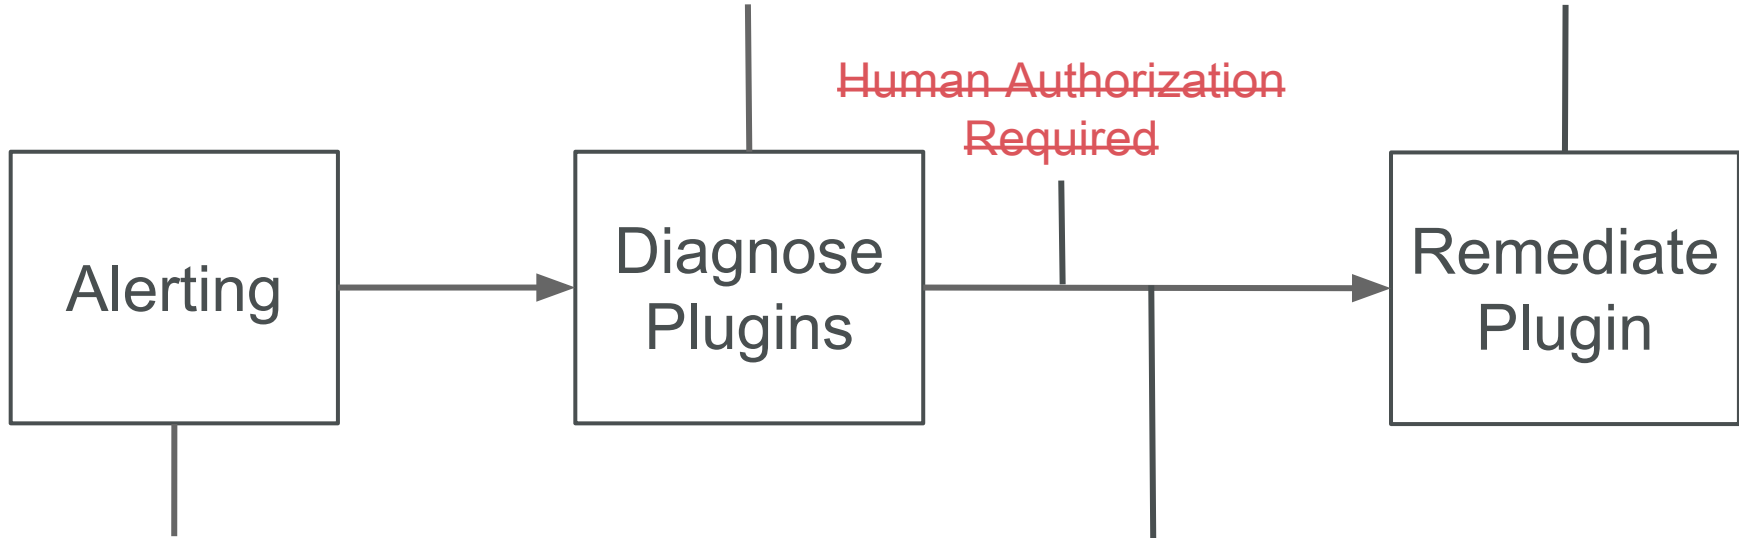 Human Authorization
Required
Alerting
Diagnose
Plugins
Remediate
Plugin